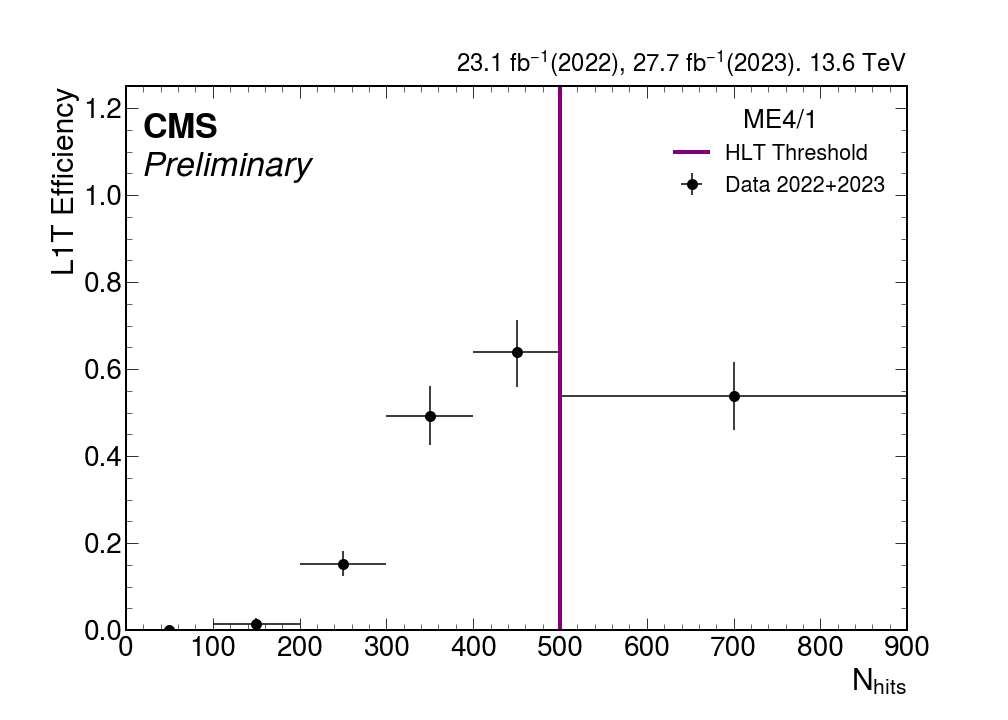 23.1 fb⁻¹(2022), 27.7 fb⁻¹(2023). 13.6 TeV
CMS
Preliminary
ME4/1
HLT Threshold
Data 2022+2023
L1T Efficiency
1.2
1.0
0.8
0.6
0.4
0.2
0.0
0 100 200 300 400 500 600 700 800 900
N_hits